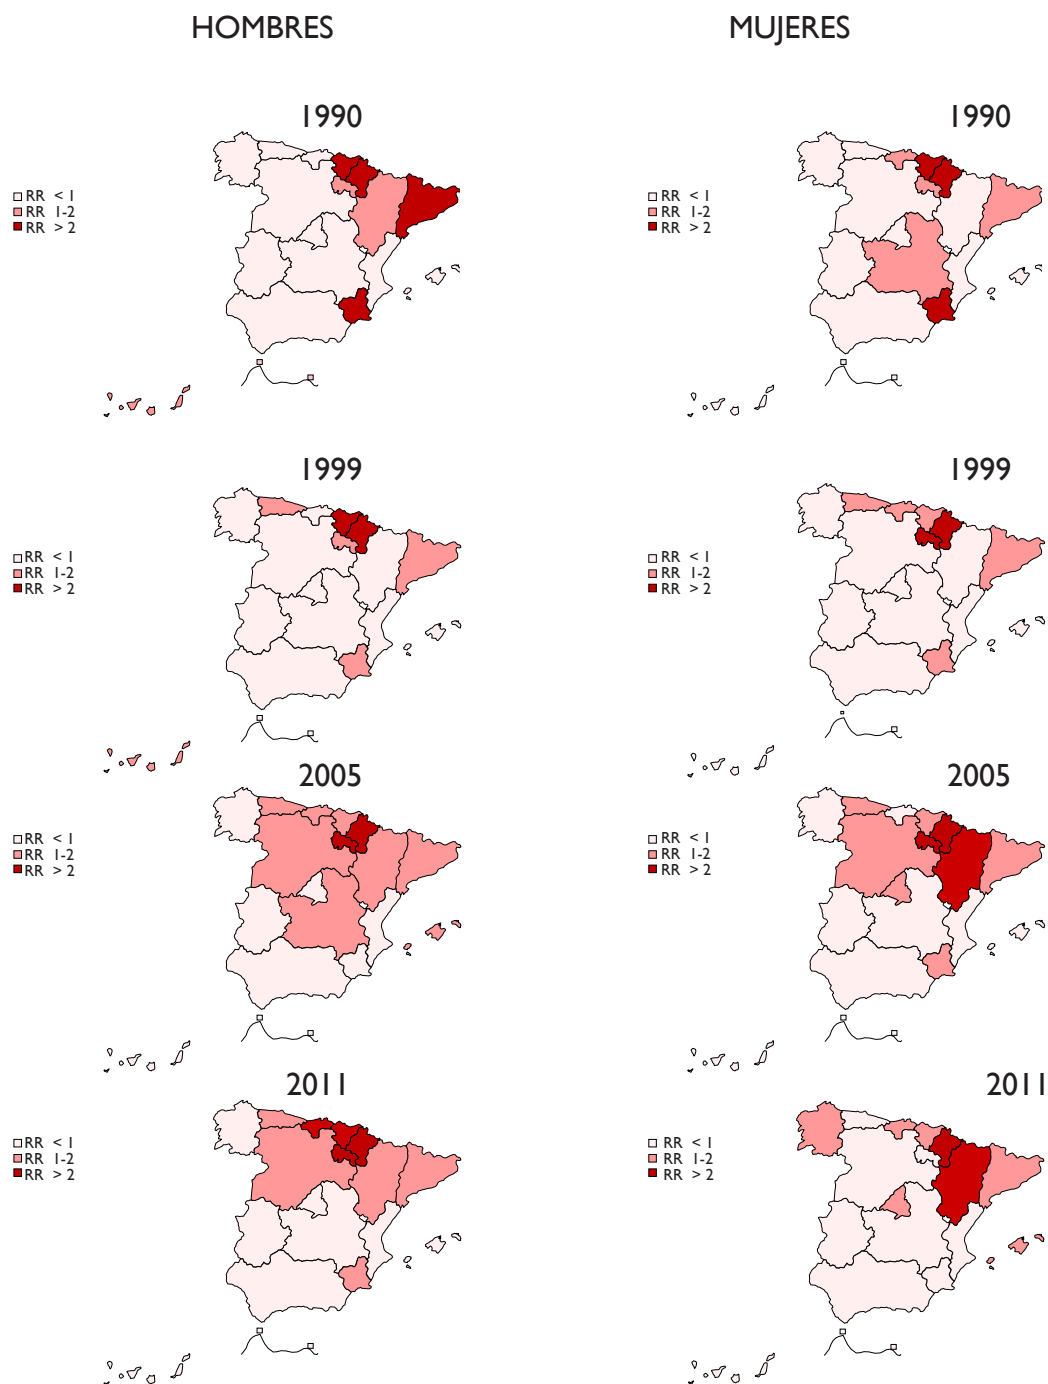 HOMBRES
MUJERES
1990
1990
RR < 1
RR 1-2
RR > 2
RR < 1
RR 1-2
RR > 2
1999
1999
RR < 1
RR 1-2
RR > 2
RR < 1
RR 1-2
RR > 2
2005
2005
RR < 1
RR 1-2
RR > 2
RR < 1
RR 1-2
RR > 2
2011
2011
RR < 1
RR 1-2
RR > 2
RR < 1
RR 1-2
RR > 2